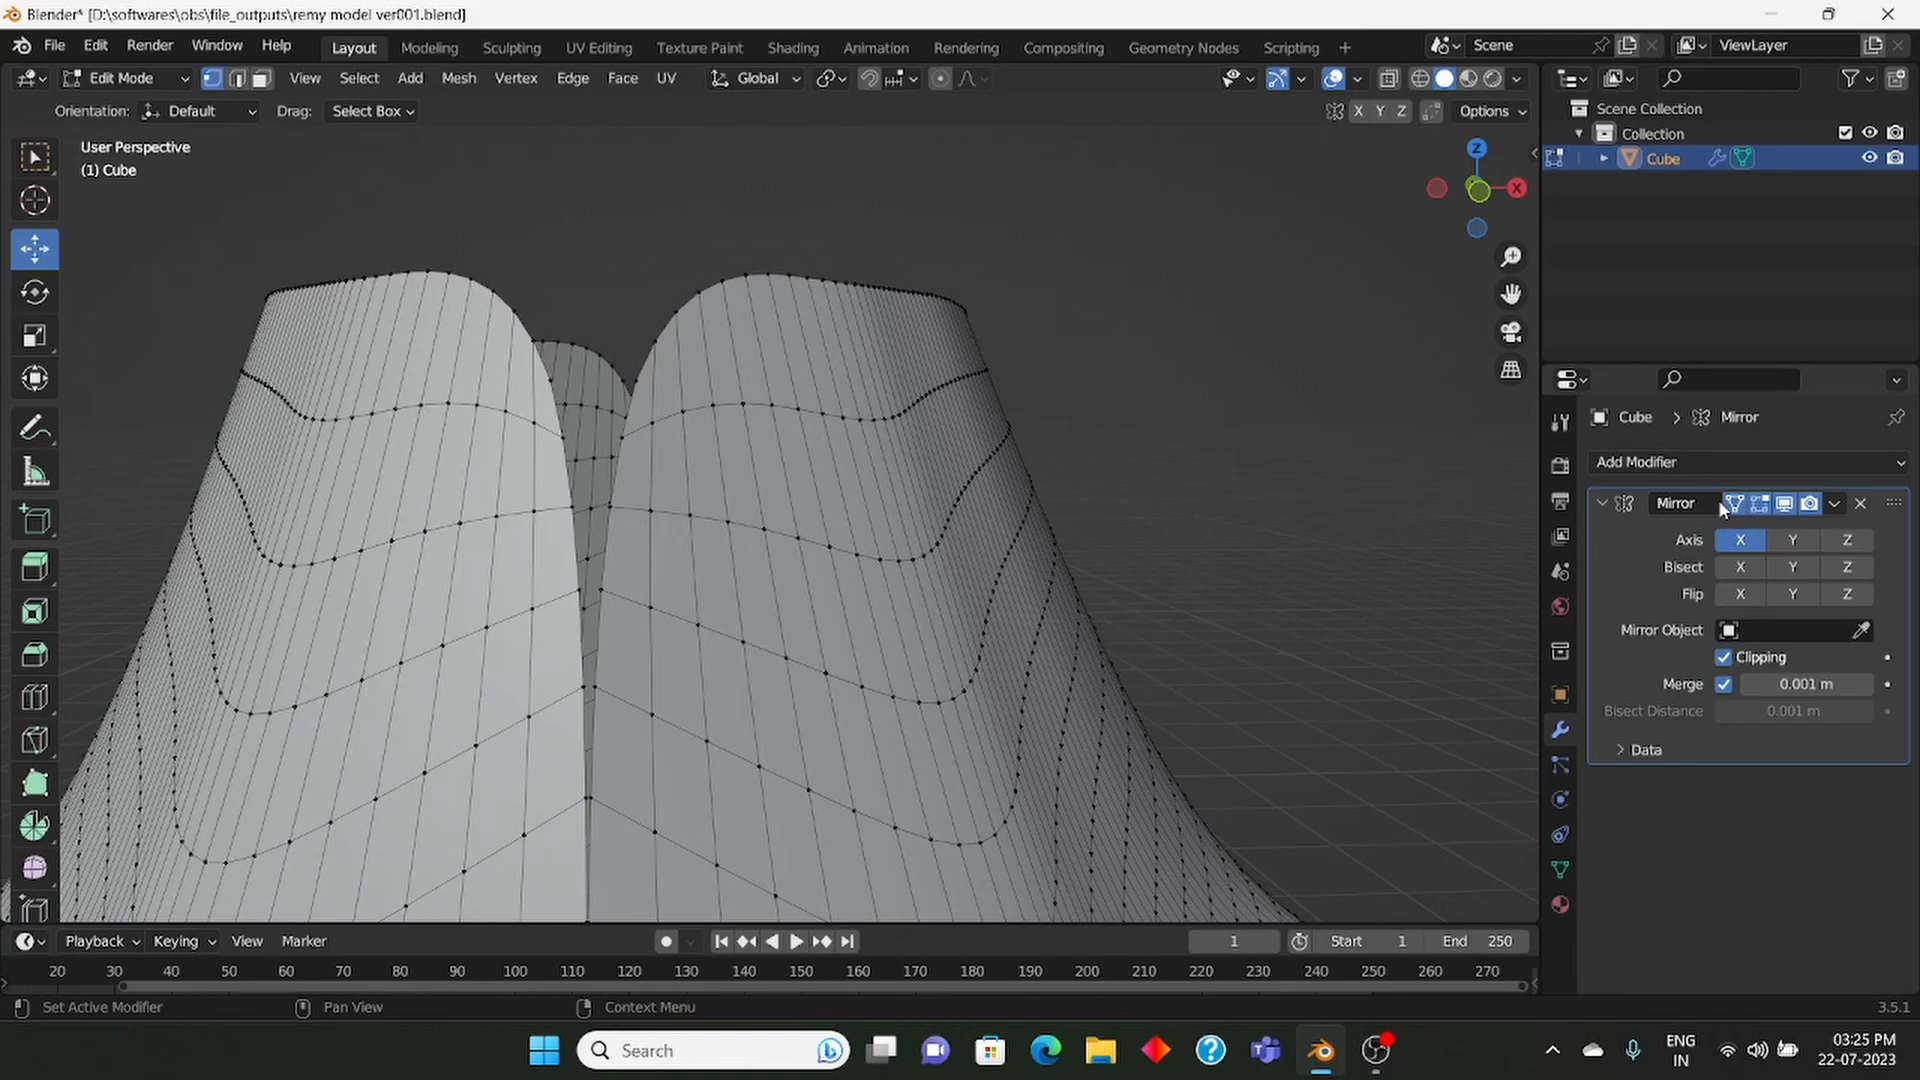 Blender* [D:\softwares\obs\file_outputs\remy model ver001.blend]
File Edit Render Window Help Layout Modeling Sculpting UV Editing Texture Paint Shading Animation Rendering Compositing Geometry Nodes Scripting + Scene ViewLayer
Edit Mode View Select Add Mesh Vertex Edge Face UV Global
Orientation: Default Drag: Select Box X Y Z Options
User Perspective
(1) Cube
Z
X
Scene Collection
Collection
Cube
Cube > Mirror
Add Modifier
Mirror
Axis X Y Z
Bisect X Y Z
Flip X Y Z
Mirror Object
Clipping
Merge 0.001 m
Bisect Distance 0.001 m
Data
Playback Keying View Marker 1 Start 1 End 250
20 30 40 50 60 70 80 90 100 110 120 130 140 150 160 170 180 190 200 210 220 230 240 250 260 270
Set Active Modifier Pan View Context Menu 3.5.1
Search
ENG
IN
03:25 PM
22-07-2023